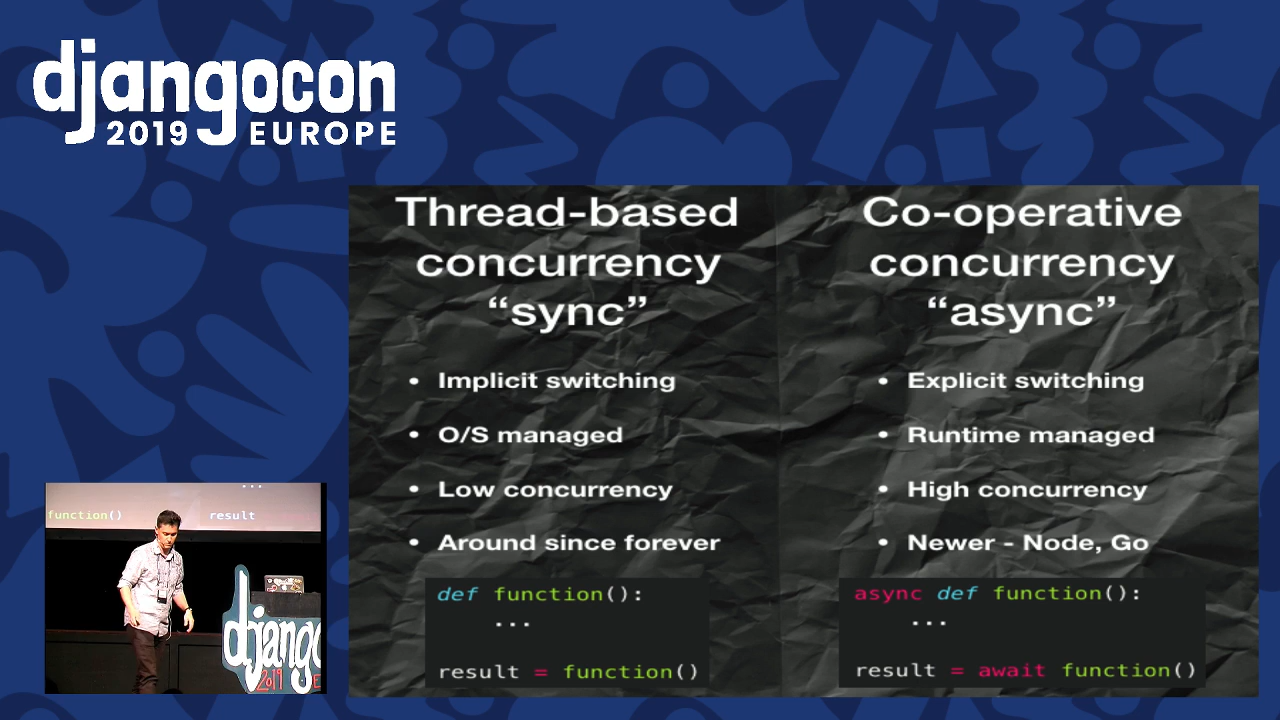 djangocon
2019 EUROPE
Thread-based
concurrency
“sync”
• Implicit switching
• O/S managed
• Low concurrency
• Around since forever
def function():
...
result = function()
Co-operative
concurrency
“async”
• Explicit switching
• Runtime managed
• High concurrency
• Newer - Node, Go
async def function():
...
result = await function()
...
function() result
django
2019